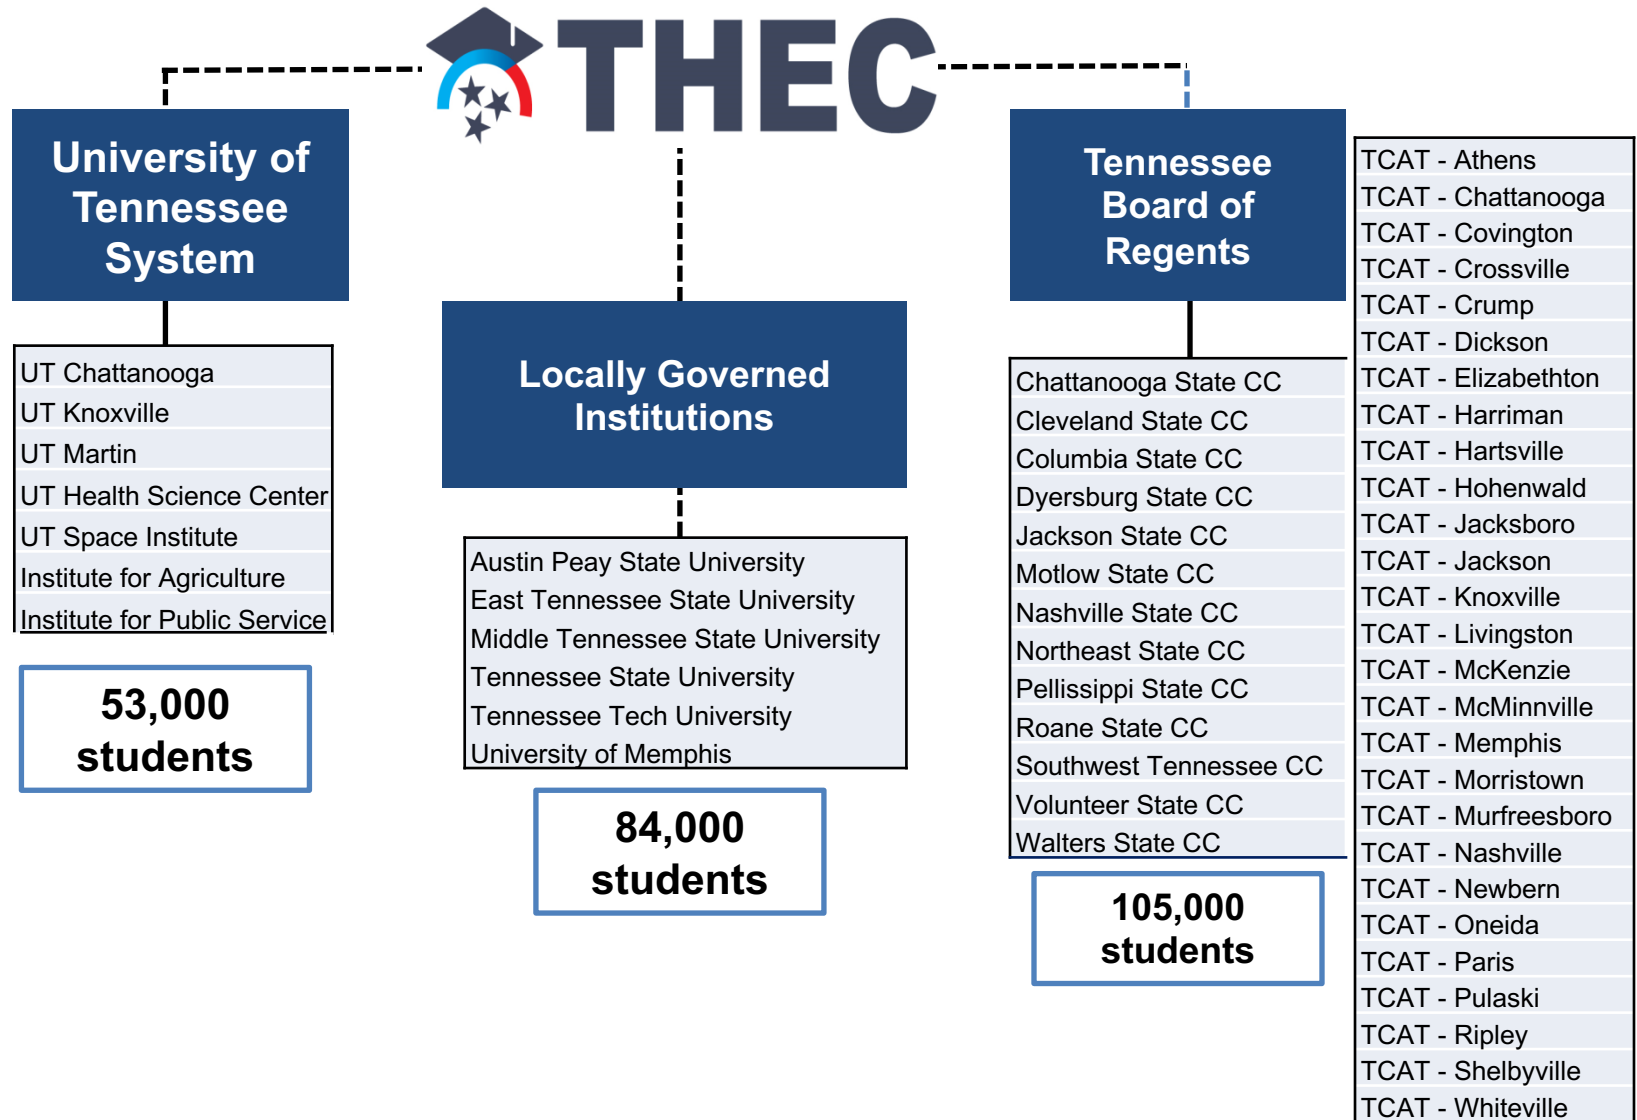 THEC
University of
Tennessee
System
UT Chattanooga
UT Knoxville
UT Martin
UT Health Science Center
UT Space Institute
Institute for Agriculture
Institute for Public Service
53,000
students
Locally Governed
Institutions
Austin Peay State University
East Tennessee State University
Middle Tennessee State University
Tennessee State University
Tennessee Tech University
University of Memphis
84,000
students
Tennessee
Board of
Regents
Chattanooga State CC
Cleveland State CC
Columbia State CC
Dyersburg State CC
Jackson State CC
Motlow State CC
Nashville State CC
Northeast State CC
Pellissippi State CC
Roane State CC
Southwest Tennessee CC
Volunteer State CC
Walters State CC
105,000
students
TCAT - Athens
TCAT - Chattanooga
TCAT - Covington
TCAT - Crossville
TCAT - Crump
TCAT - Dickson
TCAT - Elizabethton
TCAT - Harriman
TCAT - Hartsville
TCAT - Hohenwald
TCAT - Jacksboro
TCAT - Jackson
TCAT - Knoxville
TCAT - Livingston
TCAT - McKenzie
TCAT - McMinnville
TCAT - Memphis
TCAT - Morristown
TCAT - Murfreesboro
TCAT - Nashville
TCAT - Newbern
TCAT - Oneida
TCAT - Paris
TCAT - Pulaski
TCAT - Ripley
TCAT - Shelbyville
TCAT - Whiteville